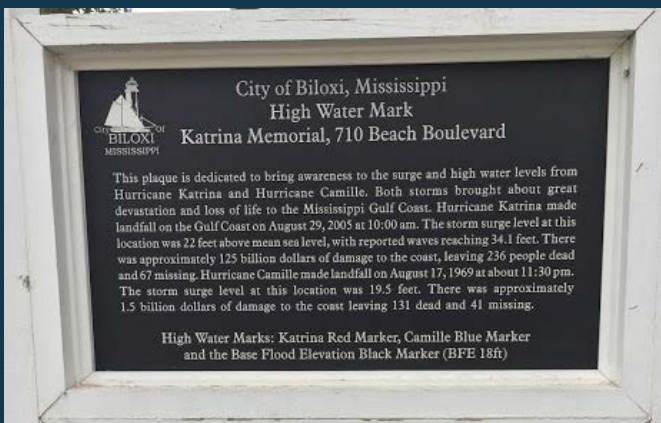 City of Biloxi, Mississippi
High Water Mark
Katrina Memorial, 710 Beach Boulevard
City Of
BILOXI
MISSISSIPPI
This plaque is dedicated to bring awareness to the surge and high water levels from
Hurricane Katrina and Hurricane Camille. Both storms brought about great
devastation and loss of life to the Mississippi Gulf Coast. Hurricane Katrina made
landfall on the Gulf Coast on August 29, 2005 at 10:00 am. The storm surge level at this
location was 22 feet above mean sea level, with reported waves reaching 34.1 feet. There
was approximately 125 billion dollars of damage to the coast, leaving 236 people dead
and 67 missing. Hurricane Camille made landfall on August 17, 1969 at about 11:30 pm.
The storm surge level at this location was 19.5 feet. There was approximately
1.5 billion dollars of damage to the coast leaving 131 dead and 41 missing.
High Water Marks: Katrina Red Marker, Camille Blue Marker
and the Base Flood Elevation Black Marker (BFE 18ft)